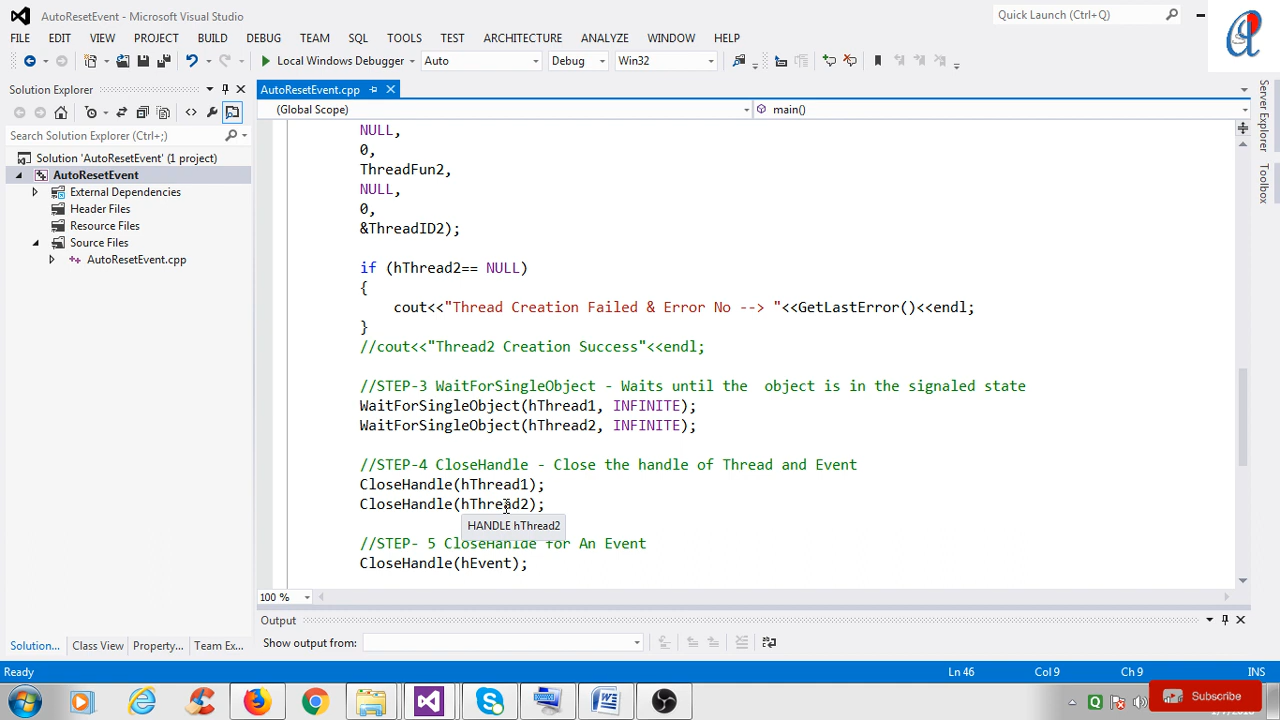 AutoResetEvent - Microsoft Visual Studio
Quick Launch (Ctrl+Q)
FILE EDIT VIEW PROJECT BUILD DEBUG TEAM SQL TOOLS TEST ARCHITECTURE ANALYZE WINDOW HELP
Local Windows Debugger Auto Debug Win32
Solution Explorer
AutoResetEvent.cpp
(Global Scope)
main()
Search Solution Explorer (Ctrl+;)
Solution 'AutoResetEvent' (1 project)
AutoResetEvent
External Dependencies
Header Files
Resource Files
Source Files
AutoResetEvent.cpp
NULL,
0,
ThreadFun2,
NULL,
0,
&ThreadID2);
if (hThread2== NULL)
{
cout<<"Thread Creation Failed & Error No --> "<<GetLastError()<<endl;
}
//cout<<"Thread2 Creation Success"<<endl;
//STEP-3 WaitForSingleObject - Waits until the  object is in the signaled state
WaitForSingleObject(hThread1, INFINITE);
WaitForSingleObject(hThread2, INFINITE);
//STEP-4 CloseHandle - Close the handle of Thread and Event
CloseHandle(hThread1);
CloseHandle(hThread2);
HANDLE hThread2
//STEP- 5 CloseHanlde for An Event
CloseHandle(hEvent);
100 %
Server Explorer
Toolbox
Output
Show output from:
Solution... Class View Property... Team Ex...
Ready
Ln 46 Col 9 Ch 9 INS
Subscribe